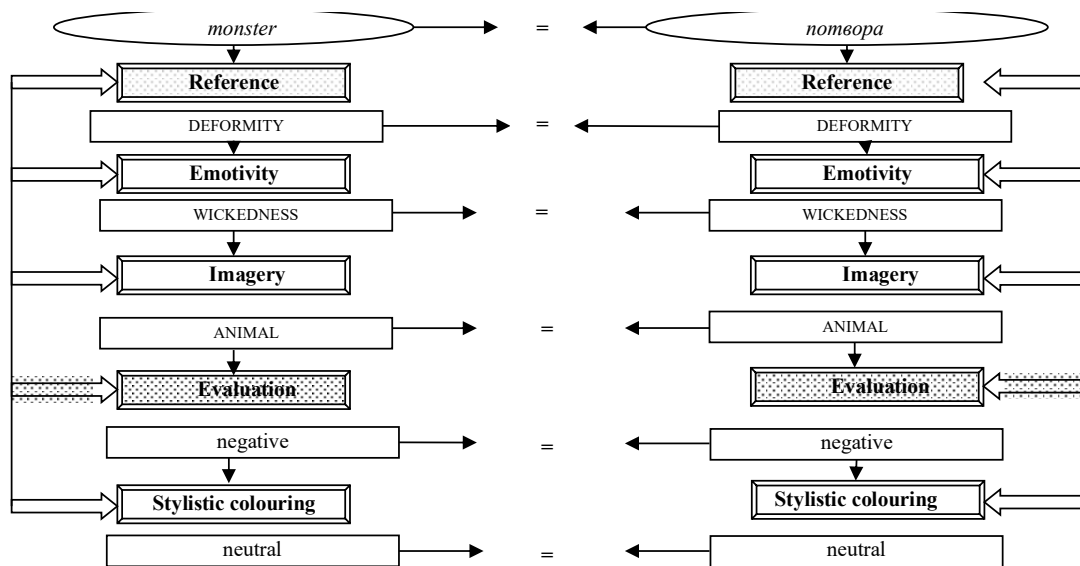 monster = потвора
Reference Reference
DEFORMITY = DEFORMITY
Emotivity Emotivity
WICKEDNESS = WICKEDNESS
Imagery Imagery
ANIMAL = ANIMAL
Evaluation Evaluation
negative = negative
Stylistic colouring Stylistic colouring
neutral = neutral